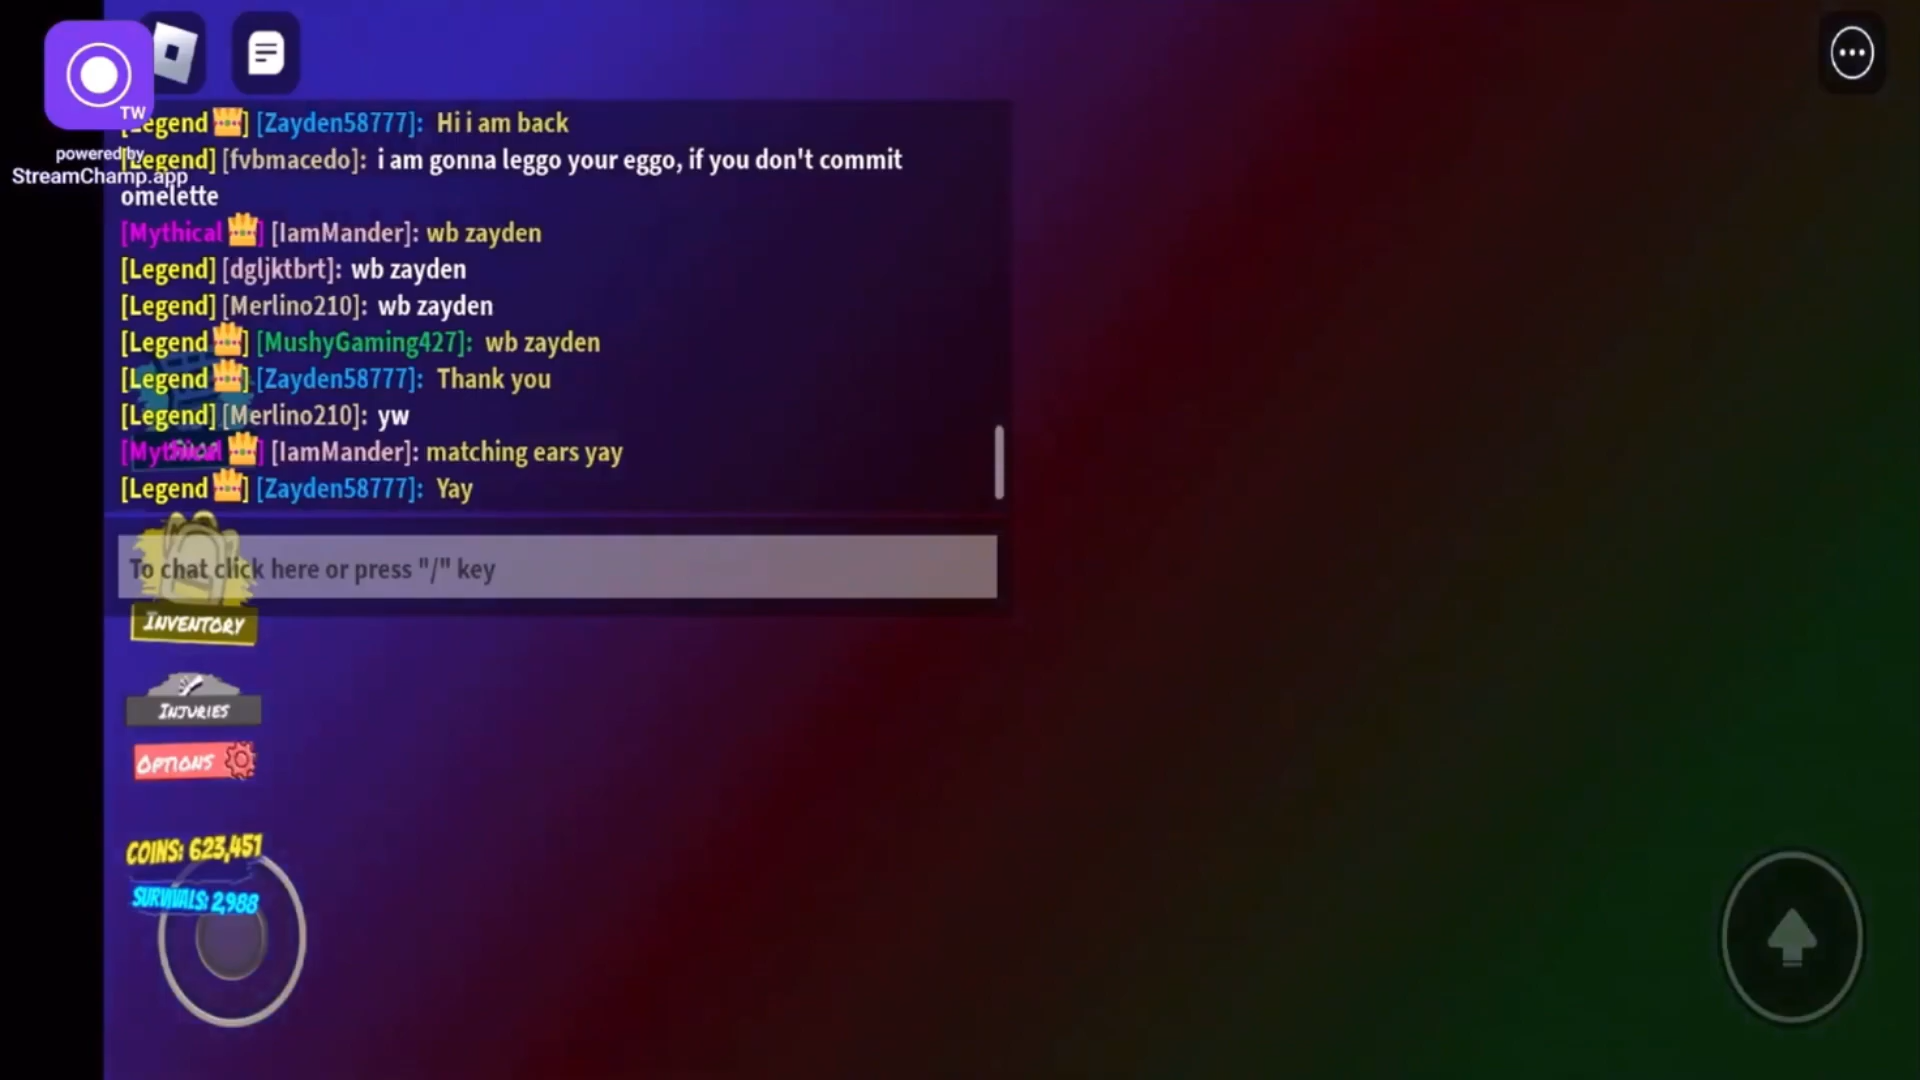 TW
powered by
StreamChamp.app
[Legend] [Zayden58777]: Hi i am back
[Legend] [fvbmacedo]: i am gonna leggo your eggo, if you don't commit
omelette
[Mythical] [IamMander]: wb zayden
[Legend] [dgljktbrt]: wb zayden
[Legend] [Merlino210]: wb zayden
[Legend] [MushyGaming427]: wb zayden
[Legend] [Zayden58777]: Thank you
[Legend] [Merlino210]: yw
[Mythical] [IamMander]: matching ears yay
[Legend] [Zayden58777]: Yay
To chat click here or press "/" key
INVENTORY
INJURIES
OPTIONS
COINS: 623,451
SURVIVALS: 2,988